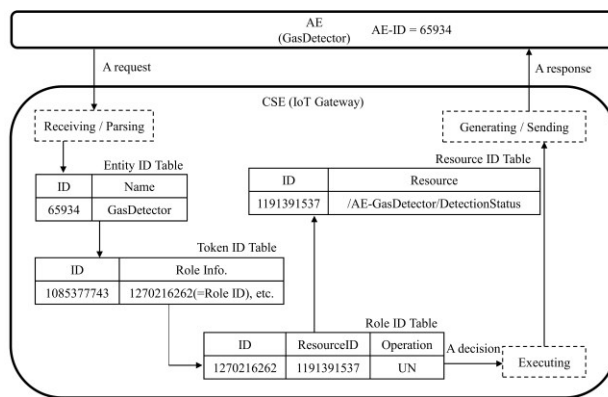 AE
(GasDetector)
AE-ID = 65934
A request
A response
CSE (IoT Gateway)
Receiving / Parsing
Generating / Sending
Entity ID Table
ID Name
65934 GasDetector
Resource ID Table
ID Resource
1191391537 /AE-GasDetector/DetectionStatus
Token ID Table
ID Role Info.
1085377743 1270216262(=Role ID), etc.
Role ID Table
ID ResourceID Operation
1270216262 1191391537 UN
A decision
Executing